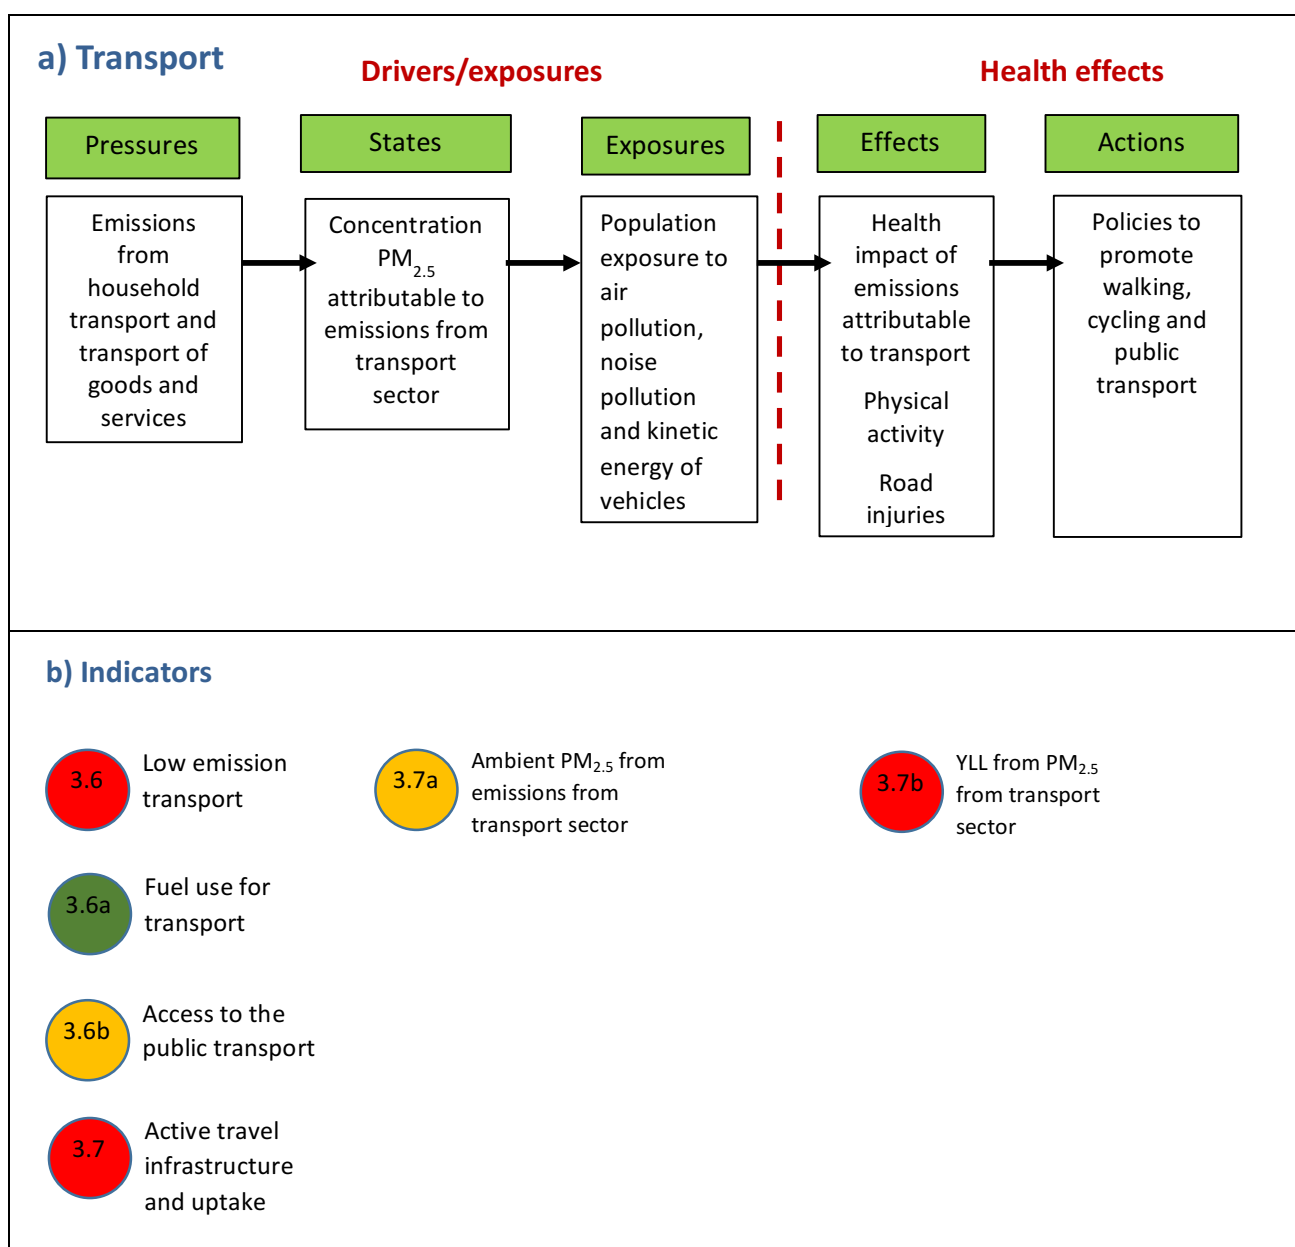 a) Transport
Drivers/exposures
Health effects
Pressures
States
Exposures
Effects
Actions
Emissions
from
household
transport and
transport of
goods and
services
Concentration
PM2.5
attributable to
emissions from
transport
sector
Population
exposure to
air
pollution,
noise
pollution
and kinetic
energy of
vehicles
Health
impact of
emissions
attributable
to transport
Physical
activity
Road
injuries
Policies to
promote
walking,
cycling and
public
transport
b) Indicators
3.6
Low emission
transport
3.7a
Ambient PM2.5 from
emissions from
transport sector
3.7b
YLL from PM2.5
from transport
sector
3.6a
Fuel use for
transport
3.6b
Access to the
public transport
3.7
Active travel
infrastructure
and uptake